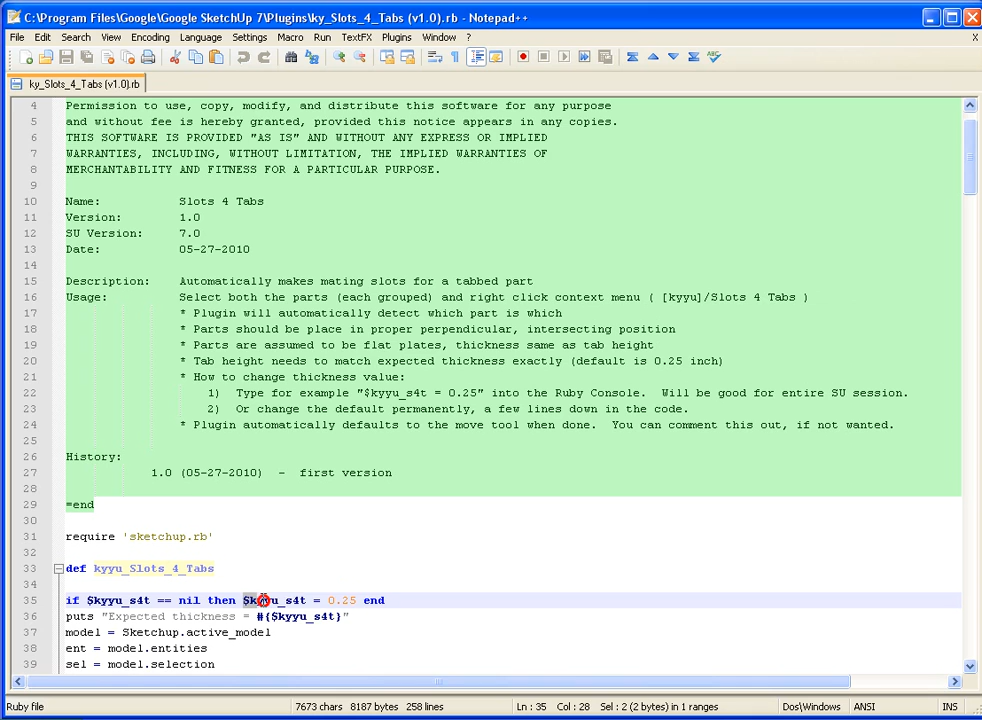 C:\Program Files\Google\Google SketchUp 7\Plugins\ky_Slots_4_Tabs (v1.0).rb - Notepad++
File Edit Search View Encoding Language Settings Macro Run TextFX Plugins Window ? X
ky_Slots_4_Tabs (v1.0).rb
4 Permission to use, copy, modify, and distribute this software for any purpose
5 and without fee is hereby granted, provided this notice appears in any copies.
6 THIS SOFTWARE IS PROVIDED "AS IS" AND WITHOUT ANY EXPRESS OR IMPLIED
7 WARRANTIES, INCLUDING, WITHOUT LIMITATION, THE IMPLIED WARRANTIES OF
8 MERCHANTABILITY AND FITNESS FOR A PARTICULAR PURPOSE.
9
10 Name: Slots 4 Tabs
11 Version: 1.0
12 SU Version: 7.0
13 Date: 05-27-2010
14
15 Description: Automatically makes mating slots for a tabbed part
16 Usage: Select both the parts (each grouped) and right click context menu ( [kyyu]/Slots 4 Tabs )
17 * Plugin will automatically detect which part is which
18 * Parts should be place in proper perpendicular, intersecting position
19 * Parts are assumed to be flat plates, thickness same as tab height
20 * Tab height needs to match expected thickness exactly (default is 0.25 inch)
21 * How to change thickness value:
22 1) Type for example "$kyyu_s4t = 0.25" into the Ruby Console. Will be good for entire SU session.
23 2) Or change the default permanently, a few lines down in the code.
24 * Plugin automatically defaults to the move tool when done. You can comment this out, if not wanted.
25
26 History:
27 1.0 (05-27-2010) - first version
28
29 =end
30
31 require 'sketchup.rb'
32
33 def kyyu_Slots_4_Tabs
34
35 if $kyyu_s4t == nil then $kyyu_s4t = 0.25 end
36 puts "Expected thickness = #{$kyyu_s4t}"
37 model = Sketchup.active_model
38 ent = model.entities
39 sel = model.selection
Ruby file 7673 chars 8187 bytes 258 lines Ln : 35 Col : 28 Sel : 2 (2 bytes) in 1 ranges Dos\Windows ANSI INS